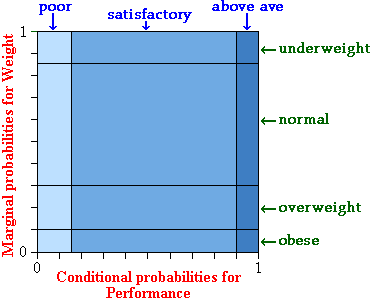 poor
satisfactory
above ave
1
underweight
normal
overweight
obese
0
0
1
Marginal probabilities for Weight
Conditional probabilities for
Performance